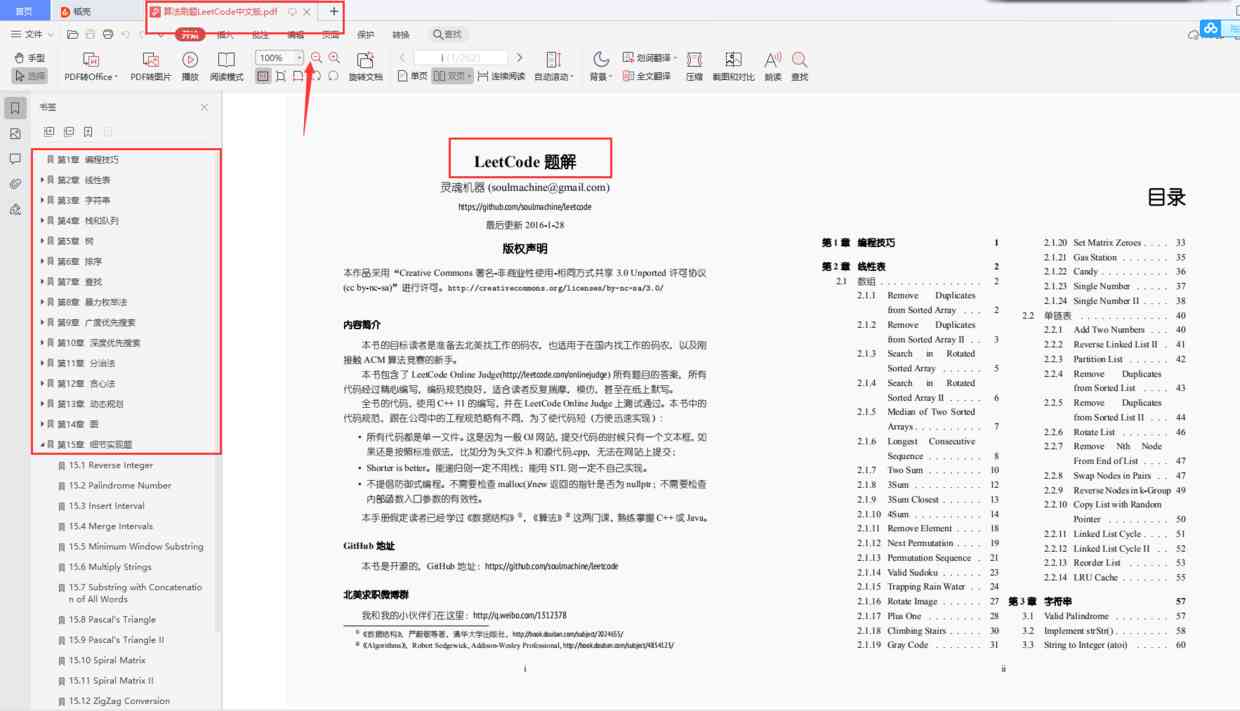 首页
稻壳
算法刷题LeetCode中文版.pdf
文件
开始
插入
批注
编辑
页面
保护
转换
查找
手型
选择
PDF转Office
PDF转图片
播放
阅读模式
100%
旋转文档
i (1/262)
单页
双页
连续阅读
自动滚动
背景
划词翻译
全文翻译
压缩
截图和对比
朗读
查找
书签
第1章 编程技巧
第2章 线性表
第3章 字符串
第4章 栈和队列
第5章 树
第6章 排序
第7章 查找
第8章 暴力枚举法
第9章 广度优先搜索
第10章 深度优先搜索
第11章 分治法
第12章 贪心法
第13章 动态规划
第14章 图
第15章 细节实现题
15.1 Reverse Integer
15.2 Palindrome Number
15.3 Insert Interval
15.4 Merge Intervals
15.5 Minimum Window Substring
15.6 Multiply Strings
15.7 Substring with Concatenatio
n of All Words
15.8 Pascal's Triangle
15.9 Pascal's Triangle II
15.10 Spiral Matrix
15.11 Spiral Matrix II
15.12 ZigZag Conversion
LeetCode 题解
灵魂机器 (soulmachine@gmail.com)
https://github.com/soulmachine/leetcode
最后更新 2016-1-28
版权声明
本作品采用 “Creative Commons 署名-非商业性使用-相同方式共享 3.0 Unported 许可协议
(cc by-nc-sa)” 进行许可。http://creativecommons.org/licenses/by-nc-sa/3.0/
内容简介
本书的目标读者是准备去北美找工作的码农，也适用于在国内找工作的码农，以及刚
接触 ACM 算法竞赛的新手。
本书包含了 LeetCode Online Judge(http://leetcode.com/onlinejudge) 所有题目的答案，所有
代码经过精心编写，编码规范良好，适合读者反复揣摩，模仿，甚至在纸上默写。
全书的代码，使用 C++ 11 的编写，并在 LeetCode Online Judge 上测试通过。本书中的
代码规范，跟在公司中的工程规范略有不同，为了使代码短（方便迅速实现）：
• 所有代码都是单一文件。这是因为一般 OJ 网站，提交代码的时候只有一个文本框，如
果还是按照标准做法，比如分为头文件.h 和源代码.cpp，无法在网站上提交；
• Shorter is better。能递归则一定不用栈；能用 STL 则一定不自己实现。
• 不提倡防御式编程。不需要检查 malloc()/new 返回的指针是否为 nullptr；不需要检查
内部函数入口参数的有效性。
本手册假定读者已经学过《数据结构》①，《算法》② 这两门课，熟练掌握 C++ 或 Java。
GitHub 地址
本书是开源的，GitHub 地址：https://github.com/soulmachine/leetcode
北美求职微博群
我和我的小伙伴们在这里：http://q.weibo.com/1312378
①《数据结构》，严蔚敏等著，清华大学出版社，http://book.douban.com/subject/2024655/
②《Algorithms》，Robert Sedgewick, Addison-Wesley Professional, http://book.douban.com/subject/4854123/
i
目录
第 1 章 编程技巧 1
第 2 章 线性表 2
2.1 数组 . . . . . . . . . . . . . . . 2
2.1.1 Remove Duplicates
from Sorted Array . . . 2
2.1.2 Remove Duplicates
from Sorted Array II . . 3
2.1.3 Search in Rotated
Sorted Array . . . . . . 5
2.1.4 Search in Rotated
Sorted Array II . . . . . 6
2.1.5 Median of Two Sorted
Arrays . . . . . . . . . . 7
2.1.6 Longest Consecutive
Sequence . . . . . . . . 8
2.1.7 Two Sum . . . . . . . . 10
2.1.8 3Sum . . . . . . . . . . 12
2.1.9 3Sum Closest . . . . . . 13
2.1.10 4Sum . . . . . . . . . . 14
2.1.11 Remove Element . . . . 18
2.1.12 Next Permutation . . . . 19
2.1.13 Permutation Sequence . 21
2.1.14 Valid Sudoku . . . . . . 23
2.1.15 Trapping Rain Water . . 24
2.1.16 Rotate Image . . . . . . 27
2.1.17 Plus One . . . . . . . . 28
2.1.18 Climbing Stairs . . . . . 30
2.1.19 Gray Code . . . . . . . 31
2.1.20 Set Matrix Zeroes . . . . 33
2.1.21 Gas Station . . . . . . . 35
2.1.22 Candy . . . . . . . . . . 36
2.1.23 Single Number . . . . . 37
2.1.24 Single Number II . . . . 38
2.2 单链表 . . . . . . . . . . . . . . 40
2.2.1 Add Two Numbers . . . 40
2.2.2 Reverse Linked List II . 41
2.2.3 Partition List . . . . . . 42
2.2.4 Remove Duplicates
from Sorted List . . . . 43
2.2.5 Remove Duplicates
from Sorted List II . . . 44
2.2.6 Rotate List . . . . . . . 46
2.2.7 Remove Nth Node
From End of List . . . . 47
2.2.8 Swap Nodes in Pairs . . 47
2.2.9 Reverse Nodes in k-Group 49
2.2.10 Copy List with Random
Pointer . . . . . . . . . 50
2.2.11 Linked List Cycle . . . . 51
2.2.12 Linked List Cycle II . . 52
2.2.13 Reorder List . . . . . . 53
2.2.14 LRU Cache . . . . . . . 55
第 3 章 字符串 57
3.1 Valid Palindrome . . . . . . . . 57
3.2 Implement strStr() . . . . . . . . 58
3.3 String to Integer (atoi) . . . . . 60
ii